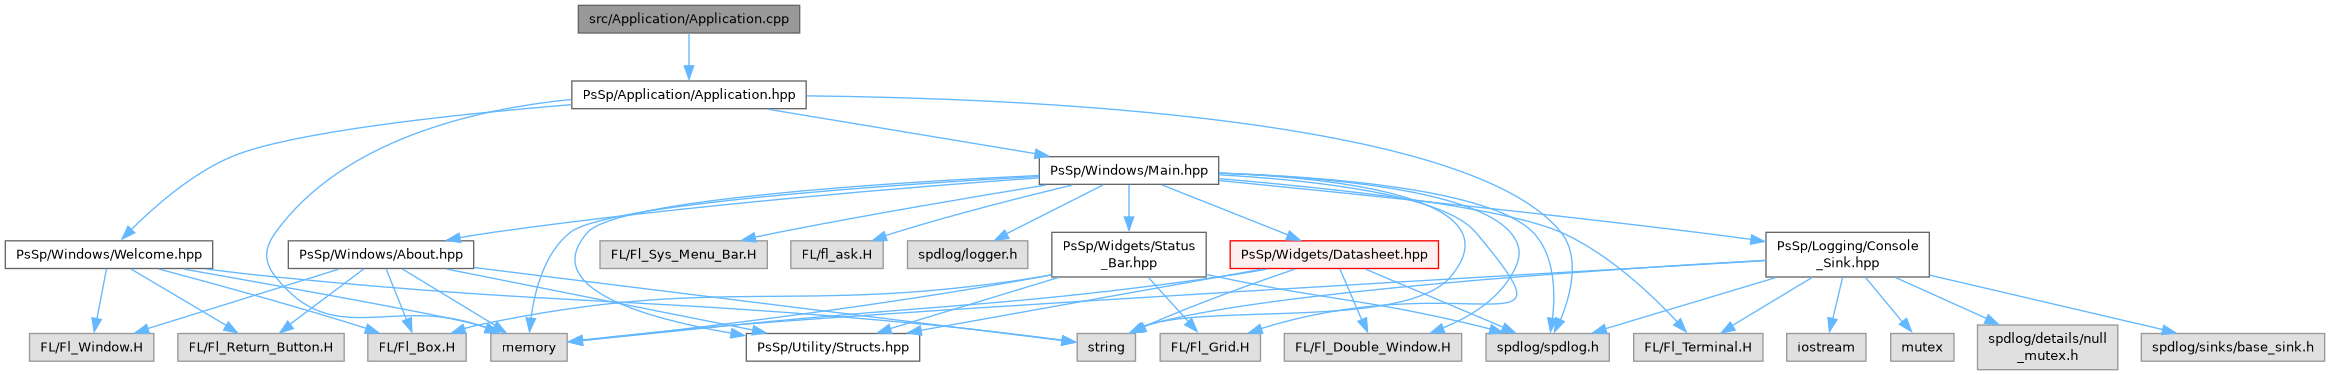 src/Application/Application.cpp
PsSp/Application/Application.hpp
PsSp/Windows/Main.hpp
PsSp/Windows/Welcome.hpp
PsSp/Windows/About.hpp
FL/Fl_Sys_Menu_Bar.H
FL/fl_ask.H
spdlog/logger.h
PsSp/Widgets/Status
_Bar.hpp
PsSp/Widgets/Datasheet.hpp
PsSp/Logging/Console
_Sink.hpp
FL/Fl_Window.H
FL/Fl_Return_Button.H
FL/Fl_Box.H
memory
PsSp/Utility/Structs.hpp
string
FL/Fl_Grid.H
FL/Fl_Double_Window.H
spdlog/spdlog.h
FL/Fl_Terminal.H
iostream
mutex
spdlog/details/null
_mutex.h
spdlog/sinks/base_sink.h